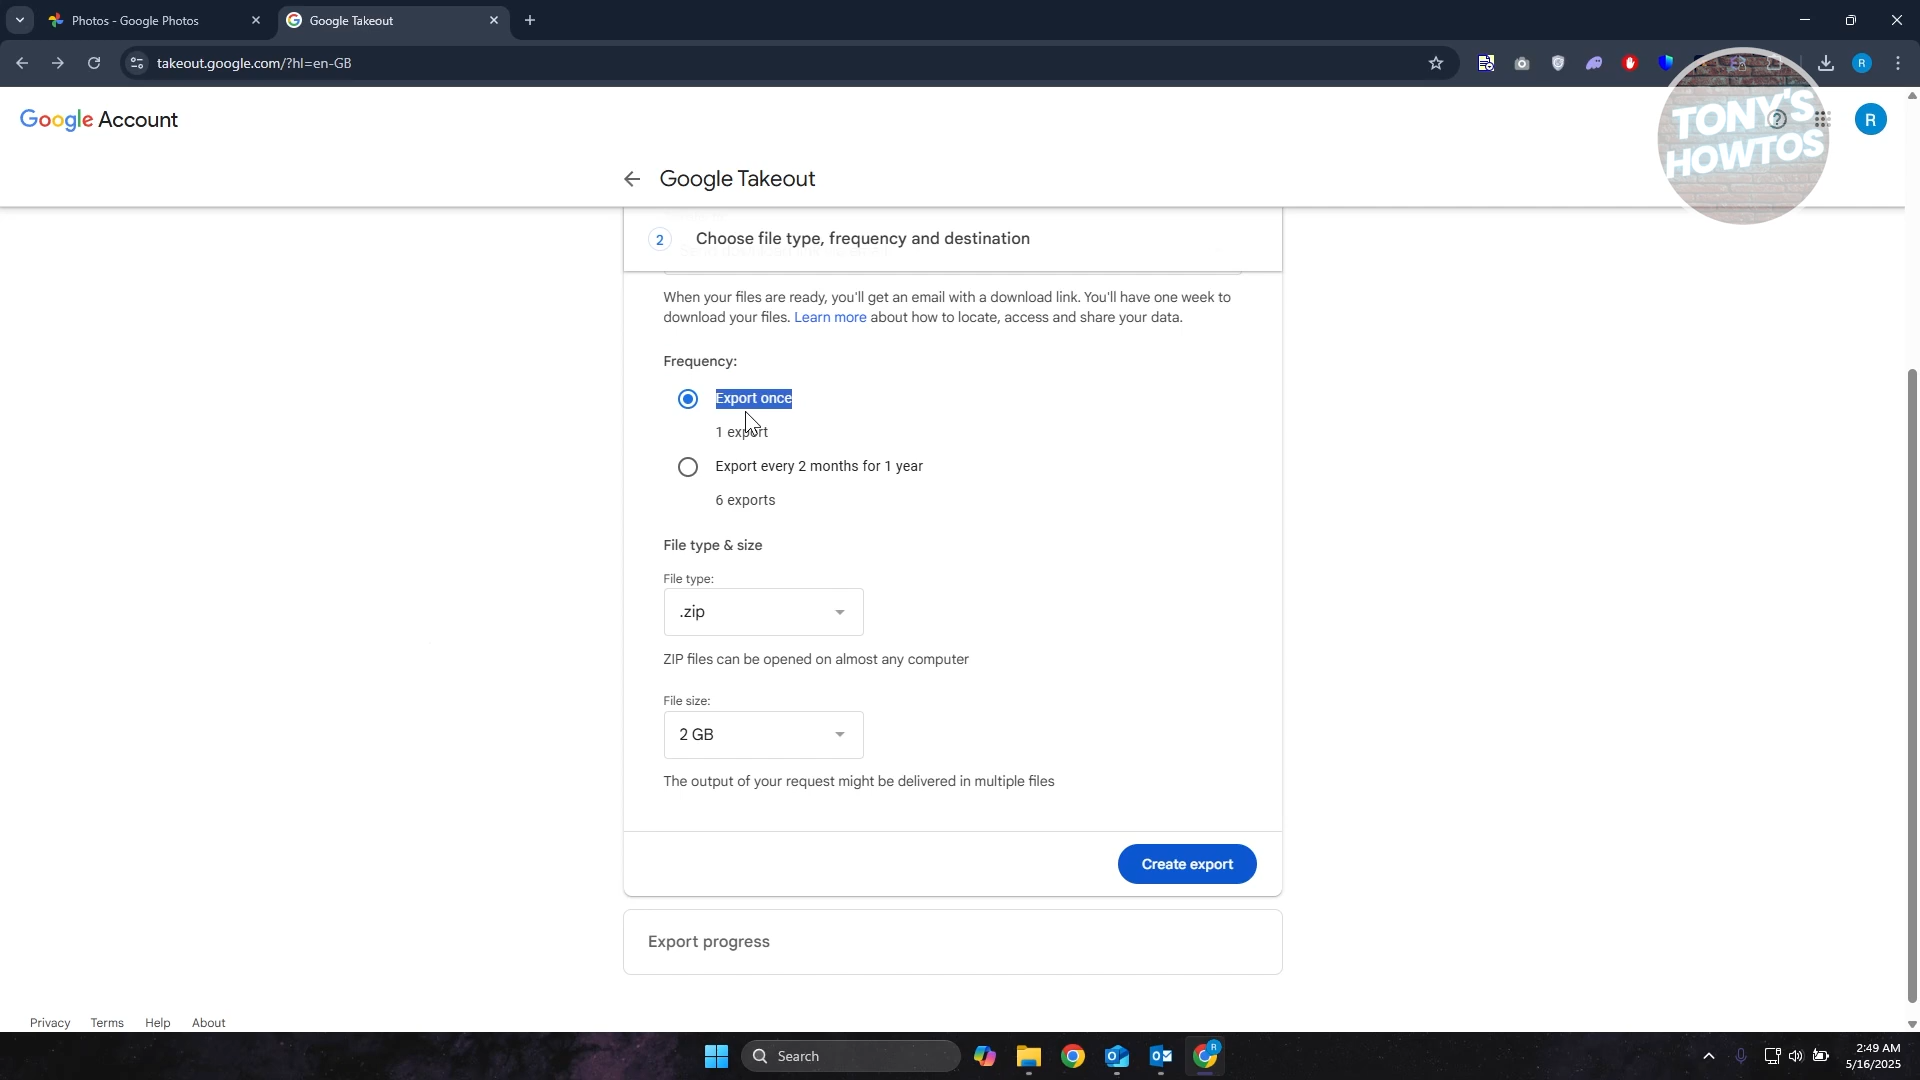 Photos - Google Photos
Google Takeout
takeout.google.com/?hl=en-GB
R
TONY'S
HOWTOS
Google Account
R
Google Takeout
2 Choose file type, frequency and destination
When your files are ready, you'll get an email with a download link. You'll have one week to
download your files. Learn more about how to locate, access and share your data.
Frequency:
Export once
1 export
Export every 2 months for 1 year
6 exports
File type & size
File type:
.zip
ZIP files can be opened on almost any computer
File size:
2 GB
The output of your request might be delivered in multiple files
Create export
Export progress
Privacy Terms Help About
Search
R
2:49 AM
5/16/2025